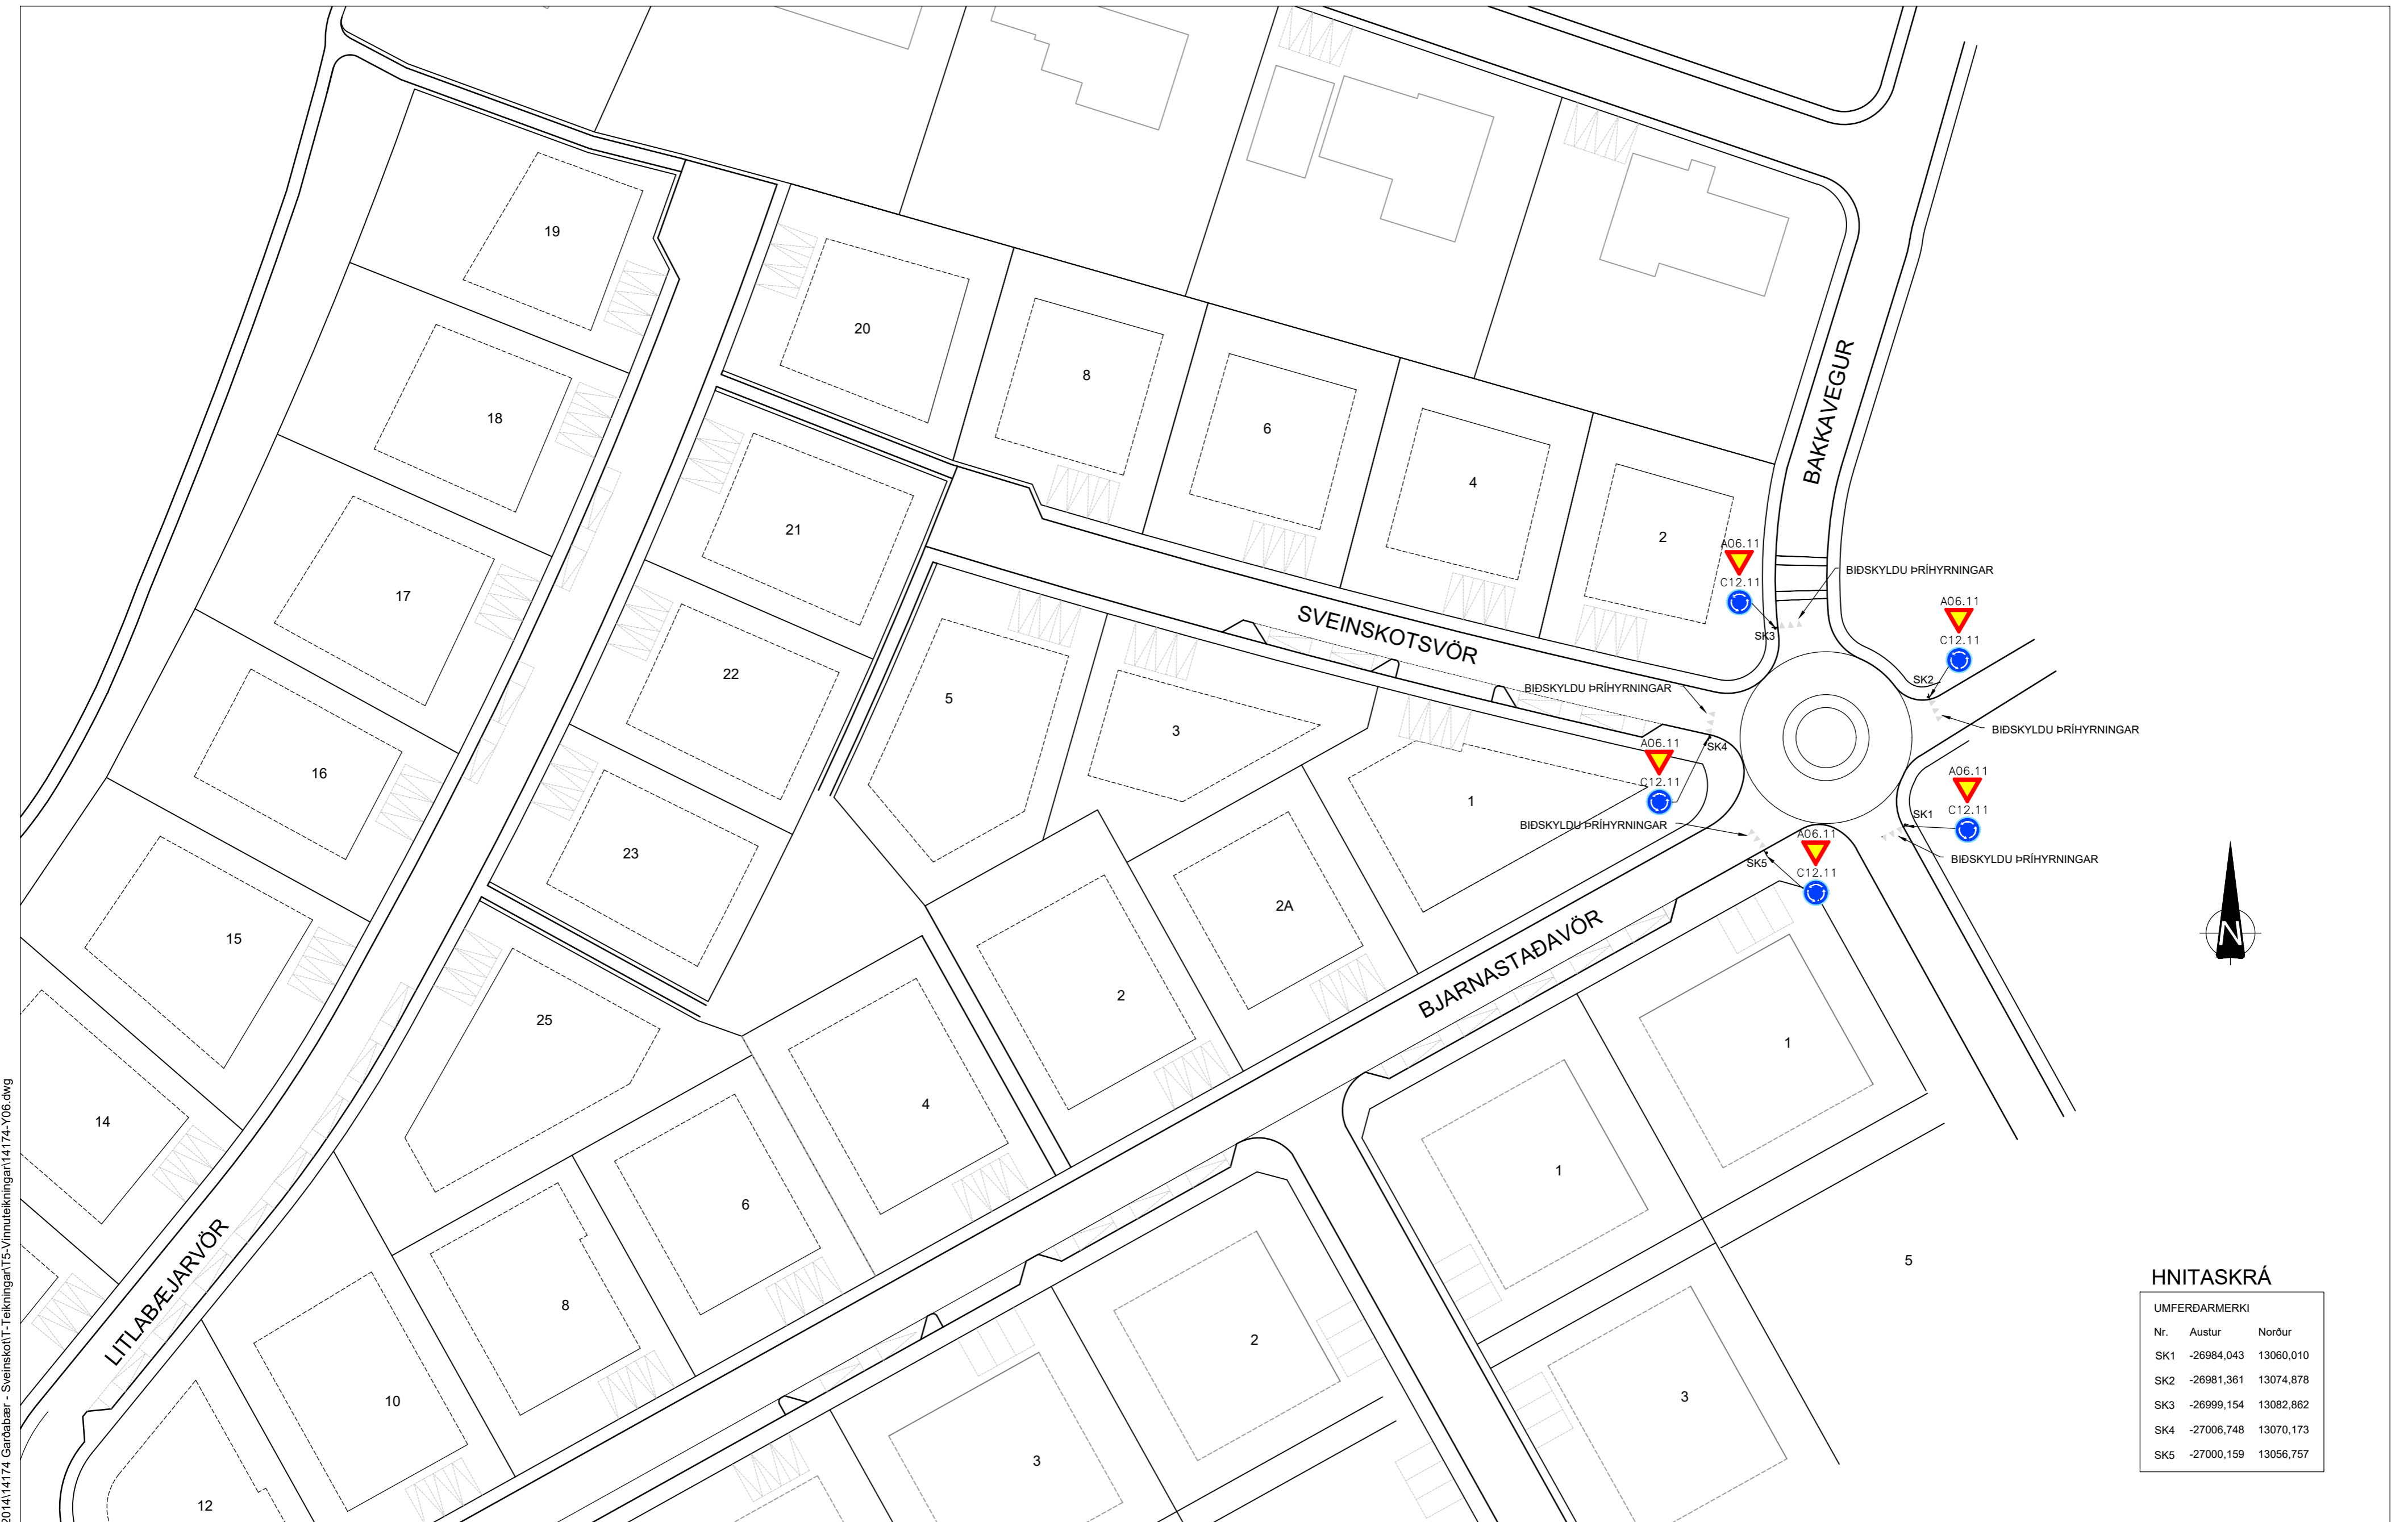 19
20
18
8
6
4
2
17
21
22
5
3
16
23
1
15
2A
2
25
4
14
6
8
10
12
1
1
2
3
3
5
BAKKAVEGUR
SVEINSKOTSVÖR
BJARNASTAÐAVÖR
LITLABÆJARVÖR
A06.11
C12.11
SK3
BIÐSKYLDU ÞRÍHYRNINGAR
A06.11
C12.11
SK2
BIÐSKYLDU ÞRÍHYRNINGAR
BIÐSKYLDU ÞRÍHYRNINGAR
A06.11
C12.11
SK4
A06.11
C12.11
SK1
BIÐSKYLDU ÞRÍHYRNINGAR
BIÐSKYLDU ÞRÍHYRNINGAR
A06.11
C12.11
SK5
N
HNITASKRÁ
UMFERÐARMERKI
Nr. Austur Norður
SK1 -26984,043 13060,010
SK2 -26981,361 13074,878
SK3 -26999,154 13082,862
SK4 -27006,748 13070,173
SK5 -27000,159 13056,757
2014\14174 Garðabær - Sveinskot\T-Teikningar\T5-Vinnuteikningar\14174-Y06.dwg